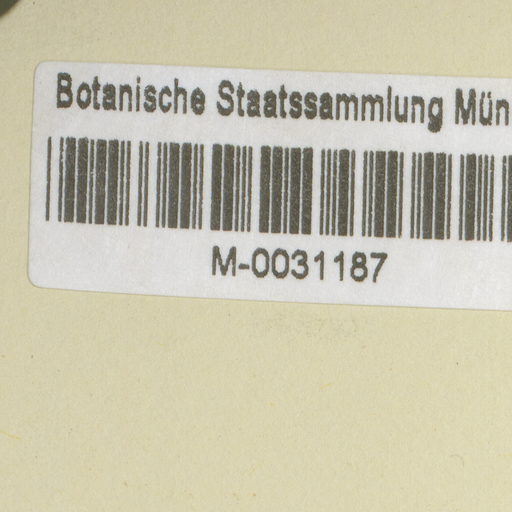 Botanische Staatssammlung Mün
M-0031187